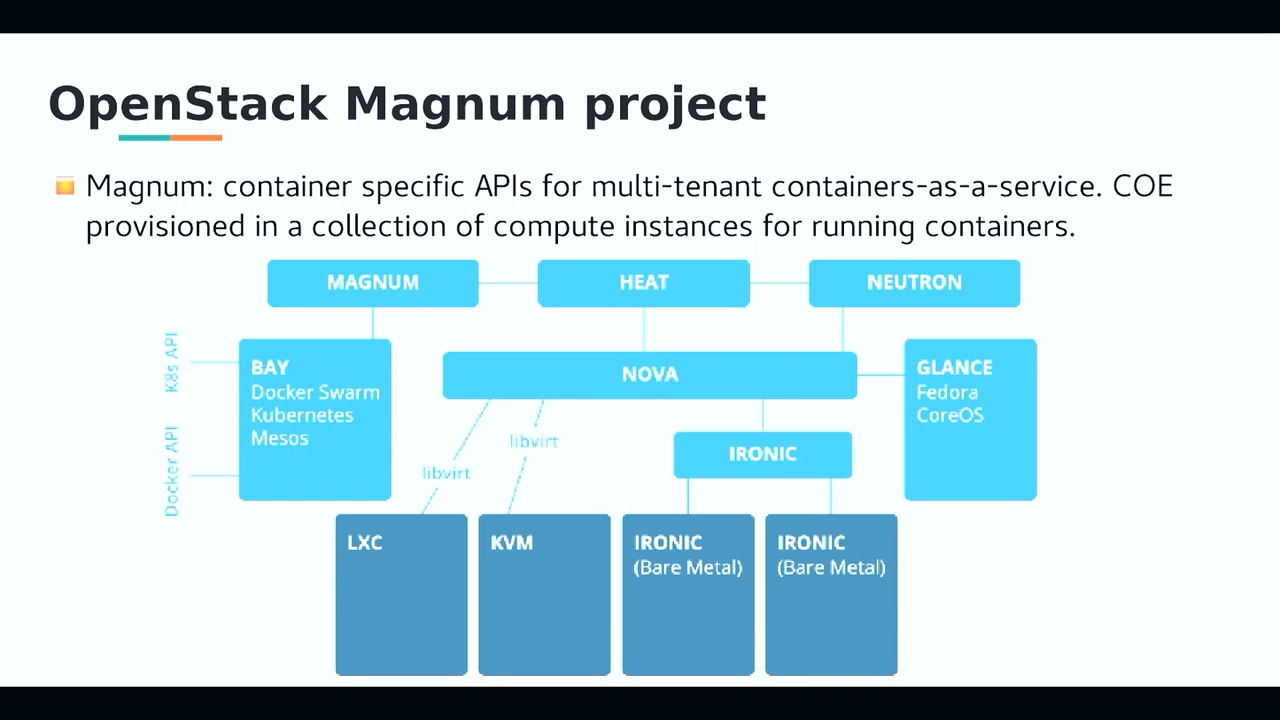 OpenStack Magnum project
Magnum: container specific APIs for multi-tenant containers-as-a-service. COE
provisioned in a collection of compute instances for running containers.
MAGNUM
HEAT
NEUTRON
K8s API
Docker API
BAY
Docker Swarm
Kubernetes
Mesos
NOVA
GLANCE
Fedora
CoreOS
libvirt
libvirt
IRONIC
LXC
KVM
IRONIC
(Bare Metal)
IRONIC
(Bare Metal)